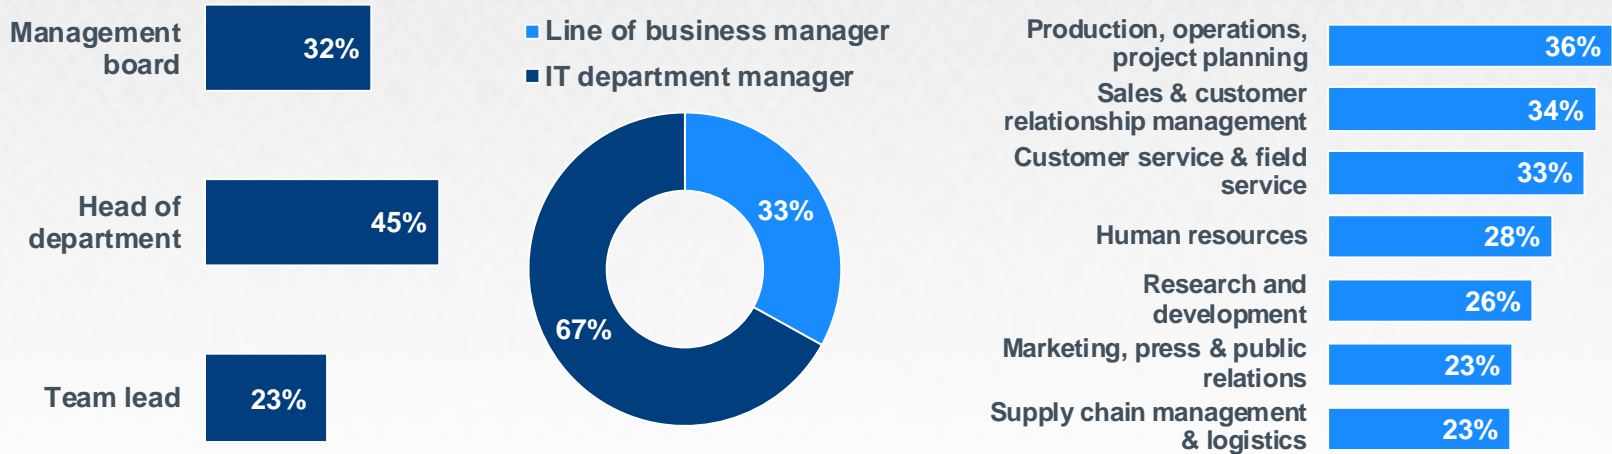 Management
board
32%
Head of
department
45%
Team lead
23%
Line of business manager
IT department manager
33%
67%
Production, operations,
project planning
36%
Sales & customer
relationship management
34%
Customer service & field
service
33%
Human resources
28%
Research and
development
26%
Marketing, press & public
relations
23%
Supply chain management
& logistics
23%